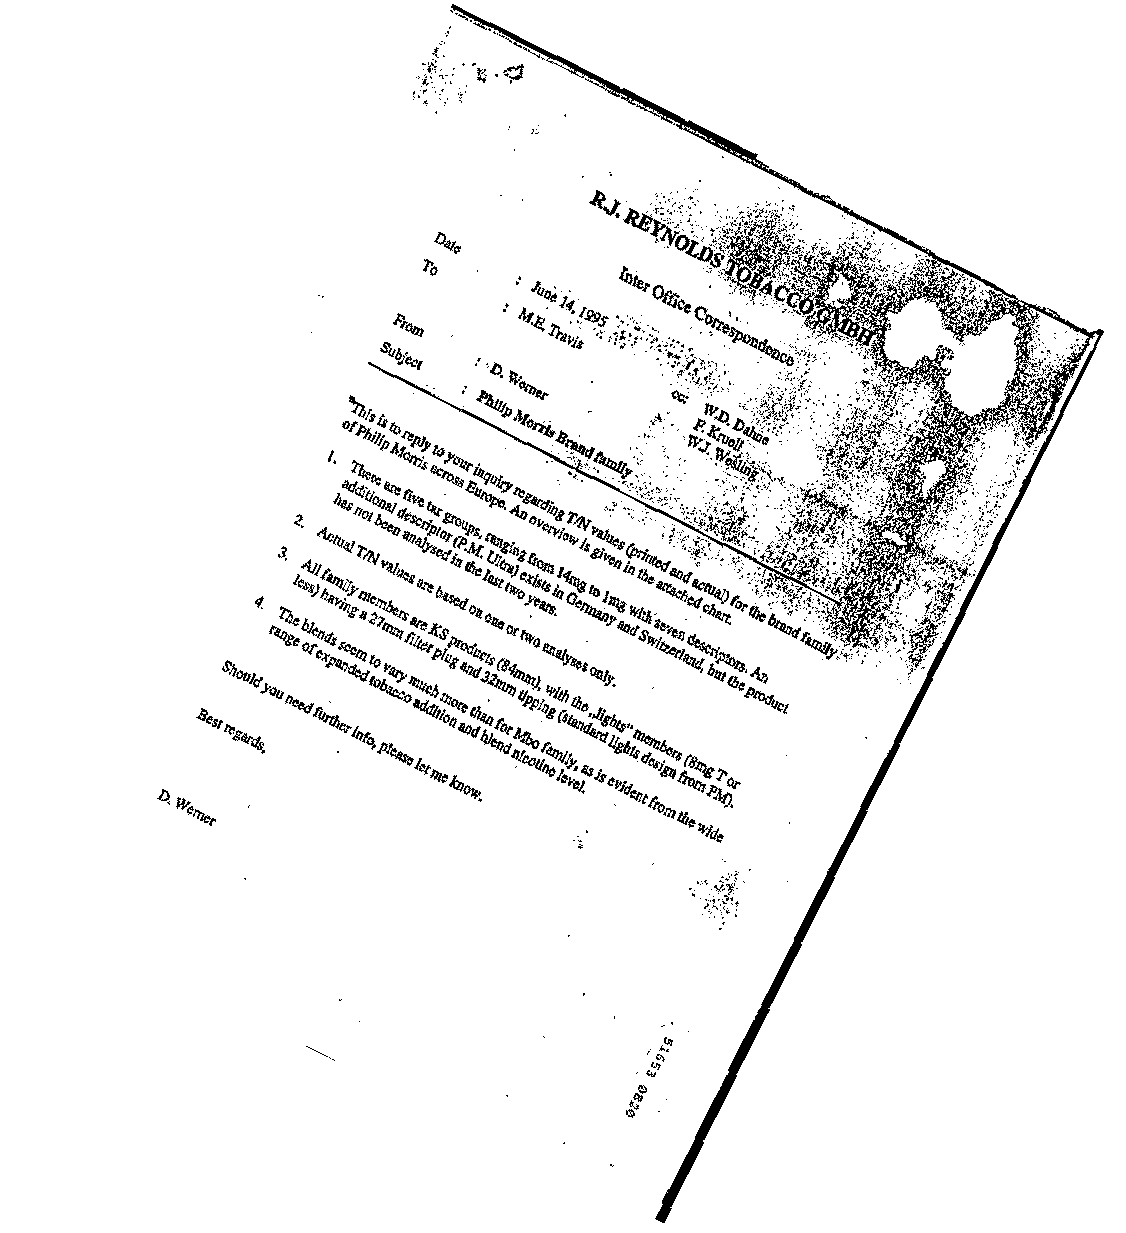 R.J. REYNOLDS TOBACCO GMBH
Inter Office Correspondence
Date : June 14, 1995
To : M.E. Travis
cc: W.D. Dahne
F. Kruell
W.J. Wesling
From : D. Werner
Subject : Philip Morris Brand family
This is to reply to your inquiry regarding T/N values (printed and actual) for the brand family
of Philip Morris across Europe. An overview is given in the attached chart.
1. There are five tar groups, ranging from 14mg to 1mg with seven descriptors. An
additional descriptor (P.M. Ultra) exists in Germany and Switzerland, but the product
has not been analysed in the last two years.
2. Actual T/N values are based on one or two analyses only.
3. All family members are KS products (84mm), with the „lights" members (8mg T or
less) having a 27mm filter plug and 32mm tipping (standard lights design from PM).
4. The blends seem to vary much more than for Mbo family, as is evident from the wide
range of expanded tobacco addition and blend nicotine level.
Should you need further info, please let me know.
Best regards,
D. Werner
51653 0820